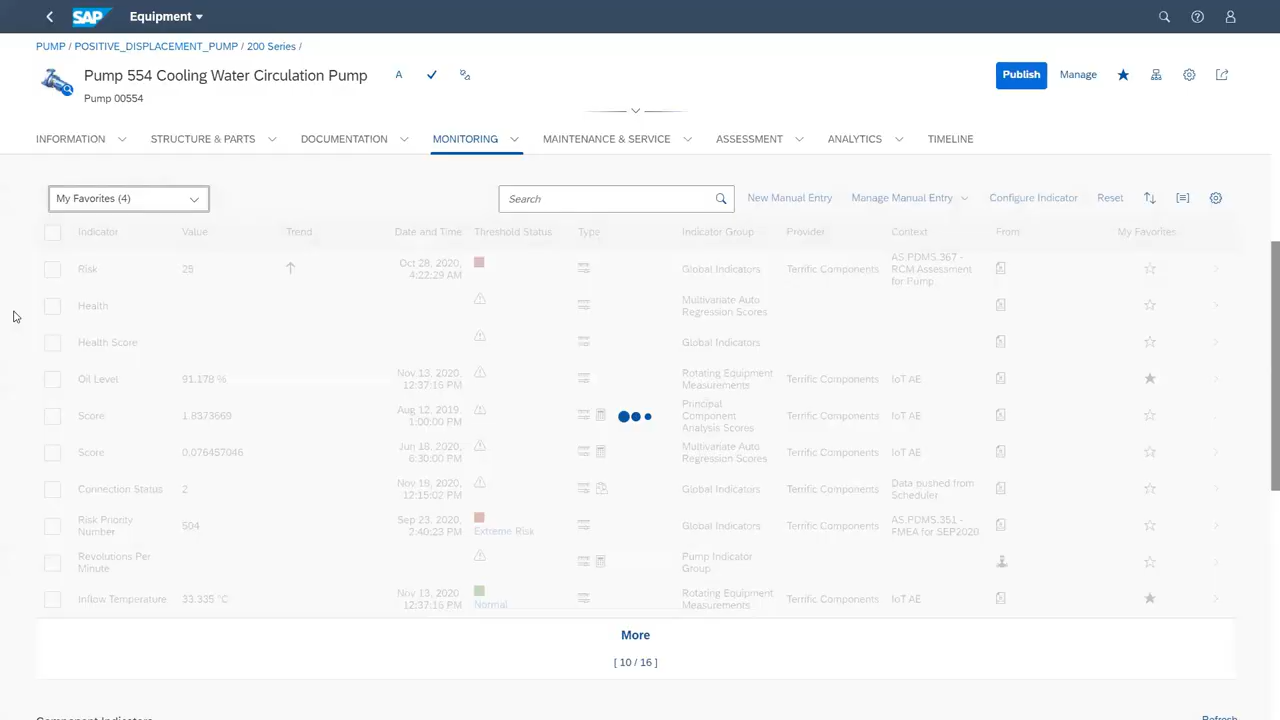 SAP Equipment
PUMP / POSITIVE_DISPLACEMENT_PUMP / 200 Series /
Pump 554 Cooling Water Circulation Pump A
Publish Manage
Pump 00554
INFORMATION STRUCTURE & PARTS DOCUMENTATION MONITORING MAINTENANCE & SERVICE ASSESSMENT ANALYTICS TIMELINE
My Favorites (4) Search New Manual Entry Manage Manual Entry Configure Indicator Reset
Indicator Value Trend Date and Time Threshold Status Type Indicator Group Provider Context From My Favorites
Risk 25 Oct 28, 2020, 4:22:29 AM Global Indicators Terrific Components AS.PDMS.367 - RCM Assessment for Pump
Health Multivariate Auto Regression Scores
Health Score Global Indicators
Oil Level 91.178 % Nov 13, 2020, 12:37:15 PM Rotating Equipment Measurements Terrific Components IoT AE
Score 1.8373669 Aug 12, 2019, 1:00:00 PM Principal Component Analysis Scores Terrific Components IoT AE
Score 0.076457046 Jun 18, 2020, 6:30:00 PM Multivariate Auto Regression Scores Terrific Components IoT AE
Connection Status 2 Nov 18, 2020, 12:15:02 PM Global Indicators Terrific Components Data pushed from Scheduler
Risk Priority Number 504 Sep 23, 2020, 2:40:23 PM Extreme Risk Global Indicators Terrific Components AS.PDMS.351 - FMEA for SEP2020
Revolutions Per Minute Pump Indicator Group
Inflow Temperature 33.335 °C Nov 13, 2020, 12:37:15 PM Normal Rotating Equipment Measurements Terrific Components IoT AE
More
[ 10 / 16 ]
Component Indicators Refresh